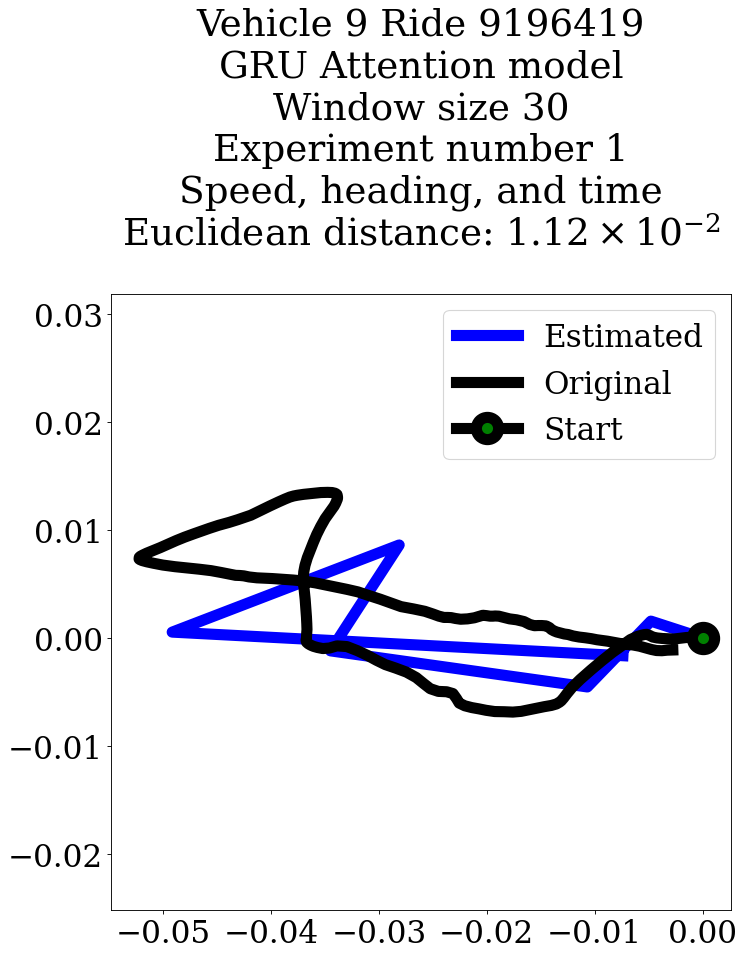 Vehicle 9 Ride 9196419
GRU Attention model
Window size 30
Experiment number 1
Speed, heading, and time
Euclidean distance: 1.12 × 10⁻²
Estimated
Original
Start
0.03
0.02
0.01
0.00
−0.01
−0.02
−0.05 −0.04 −0.03 −0.02 −0.01 0.00